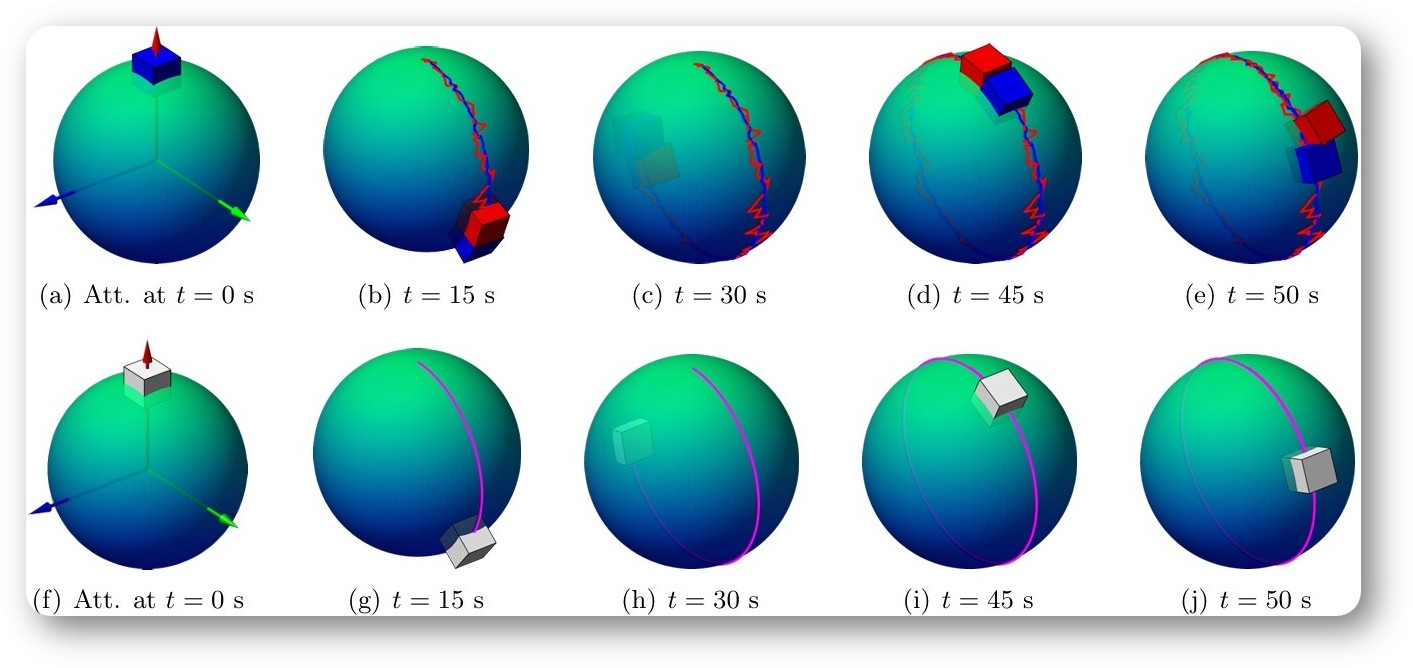 (a) Att. at t = 0 s
(b) t = 15 s
(c) t = 30 s
(d) t = 45 s
(e) t = 50 s
(f) Att. at t = 0 s
(g) t = 15 s
(h) t = 30 s
(i) t = 45 s
(j) t = 50 s